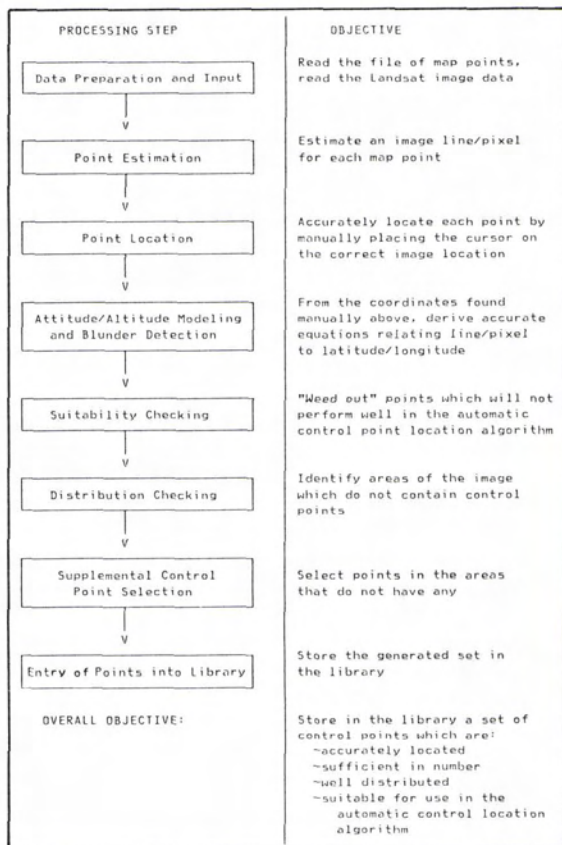 PROCESSING STEP
OBJECTIVE
Data Preparation and Input
Read the file of map points,
read the Landsat image data
V
Point Estimation
Estimate an image line/pixel
for each map point
V
Point Location
Accurately locate each point by
manually placing the cursor on
the correct image location
V
Attitude/Altitude Modeling
and Blunder Detection
From the coordinates found
manually above, derive accurate
equations relating line/pixel
to latitude/longitude
V
Suitability Checking
"Weed out" points which will not
perform well in the automatic
control point location algorithm
V
Distribution Checking
Identify areas of the image
which do not contain control
points
V
Supplemental Control
Point Selection
Select points in the areas
that do not have any
V
Entry of Points into Library
Store the generated set in
the library
OVERALL OBJECTIVE:
Store in the library a set of
control points which are:
~accurately located
~sufficient in number
~well distributed
~suitable for use in the
automatic control location
algorithm